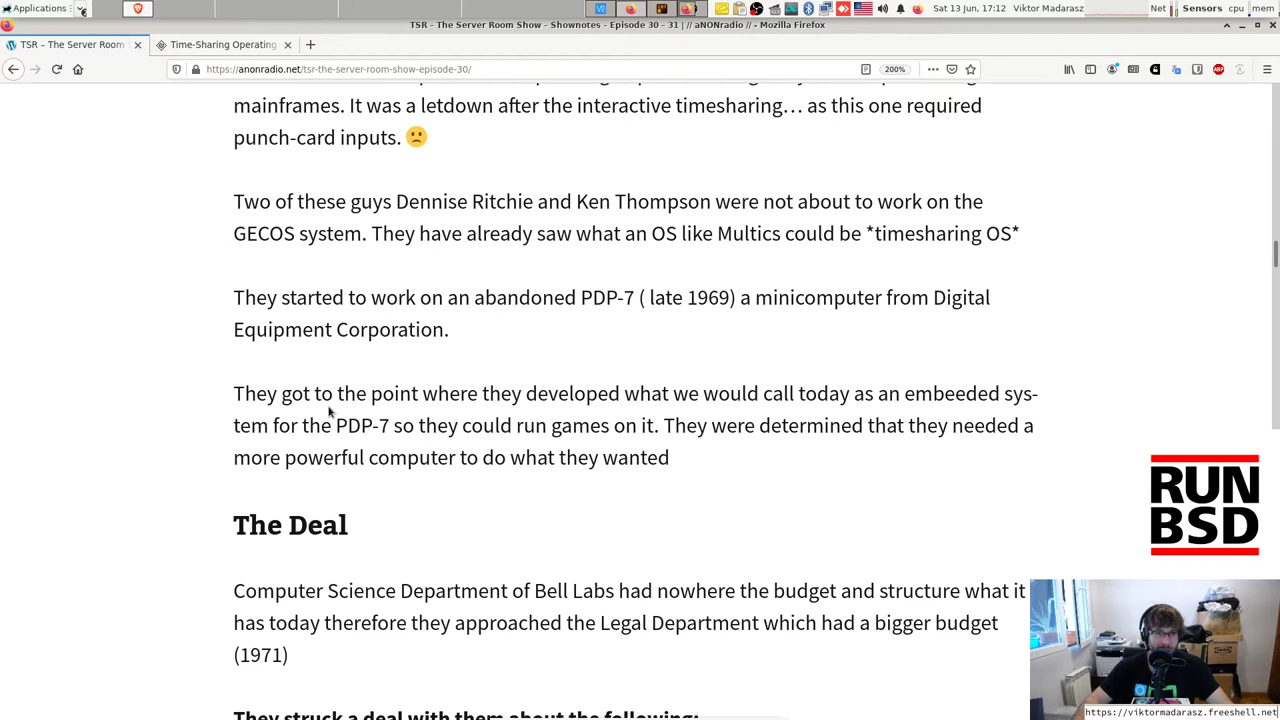 Applications
Sat 13 Jun, 17:12 Viktor Madarasz
Net Sensors cpu mem
TSR - The Server Room Show - Shownotes - Episode 30 - 31 | // aNONradio // - Mozilla Firefox
TSR - The Server Room
Time-Sharing Operating
https://anonradio.net/tsr-the-server-room-show-episode-30/
200%
mainframes. It was a letdown after the interactive timesharing… as this one required
punch-card inputs.
Two of these guys Dennise Ritchie and Ken Thompson were not about to work on the
GECOS system. They have already saw what an OS like Multics could be *timesharing OS*
They started to work on an abandoned PDP-7 ( late 1969) a minicomputer from Digital
Equipment Corporation.
They got to the point where they developed what we would call today as an embeeded sys-
tem for the PDP-7 so they could run games on it. They were determined that they needed a
more powerful computer to do what they wanted
RUN
BSD
The Deal
Computer Science Department of Bell Labs had nowhere the budget and structure what it
has today therefore they approached the Legal Department which had a bigger budget
(1971)
They struck a deal with them about the following:
https://viktormadarasz.freeshell.net